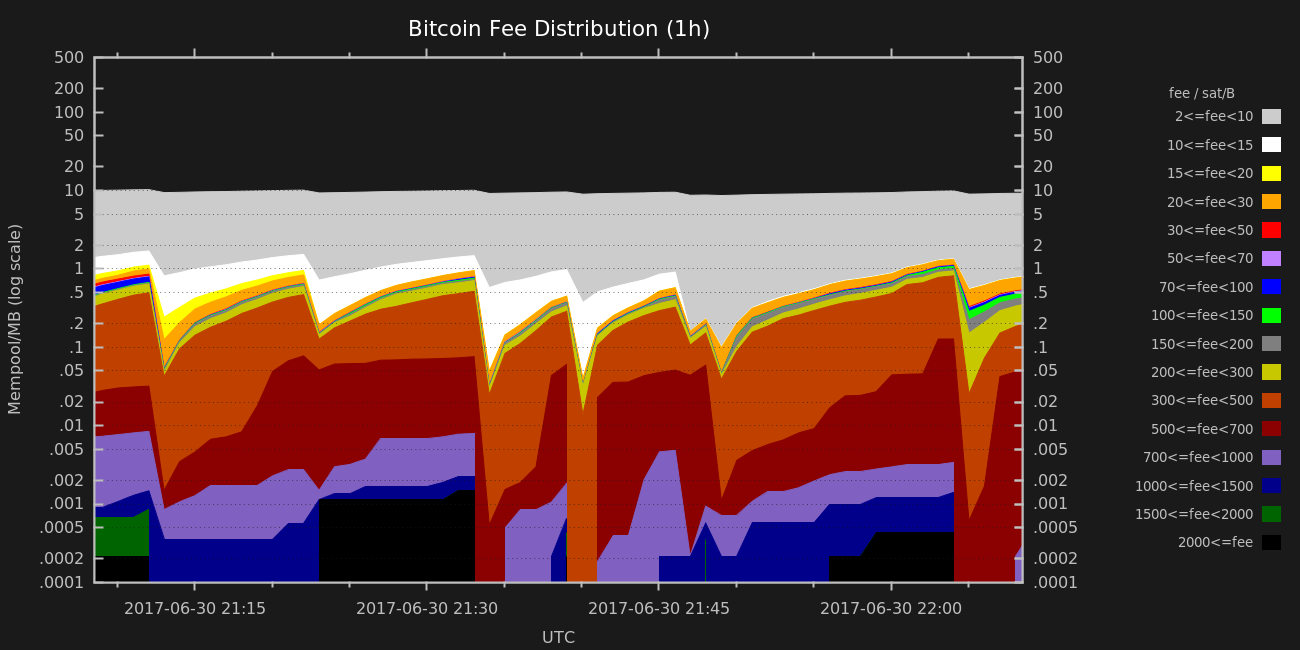 Bitcoin Fee Distribution (1h)
500
200
100
50
20
10
5
2
1
.5
.2
.1
.05
.02
.01
.005
.002
.001
.0005
.0002
.0001
Mempool/MB (log scale)
500
200
100
50
20
10
5
2
1
.5
.2
.1
.05
.02
.01
.005
.002
.001
.0005
.0002
.0001
2017-06-30 21:15
2017-06-30 21:30
2017-06-30 21:45
2017-06-30 22:00
UTC
fee / sat/B
2<=fee<10
10<=fee<15
15<=fee<20
20<=fee<30
30<=fee<50
50<=fee<70
70<=fee<100
100<=fee<150
150<=fee<200
200<=fee<300
300<=fee<500
500<=fee<700
700<=fee<1000
1000<=fee<1500
1500<=fee<2000
2000<=fee